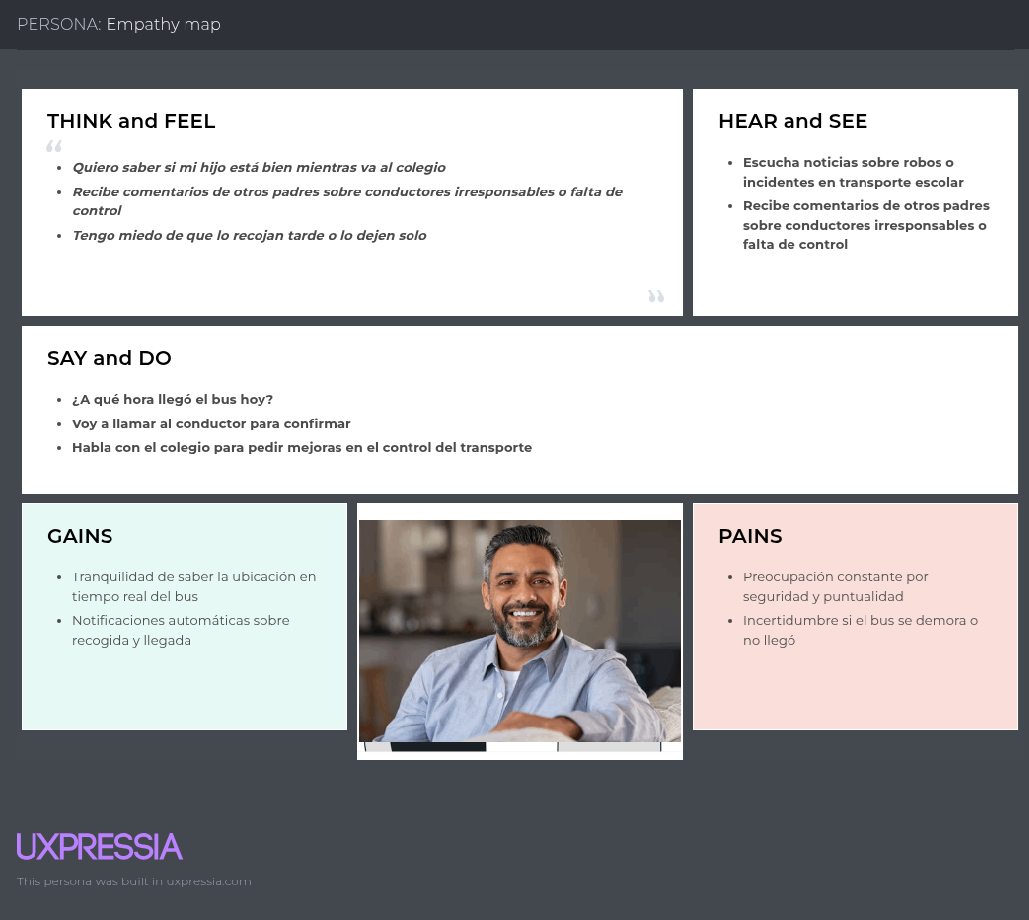 PERSONA: Empathy map
THINK and FEEL
“
• Quiero saber si mi hijo está bien mientras va al colegio
• Recibe comentarios de otros padres sobre conductores irresponsables o falta de
control
• Tengo miedo de que lo recojan tarde o lo dejen solo
”
HEAR and SEE
• Escucha noticias sobre robos o
incidentes en transporte escolar
• Recibe comentarios de otros padres
sobre conductores irresponsables o
falta de control
SAY and DO
• ¿A qué hora llegó el bus hoy?
• Voy a llamar al conductor para confirmar
• Habla con el colegio para pedir mejoras en el control del transporte
GAINS
• Tranquilidad de saber la ubicación en
tiempo real del bus
• Notificaciones automáticas sobre
recogida y llegada
PAINS
• Preocupación constante por
seguridad y puntualidad
• Incertidumbre si el bus se demora o
no llegó
UXPRESSIA
This persona was built in uxpressia.com